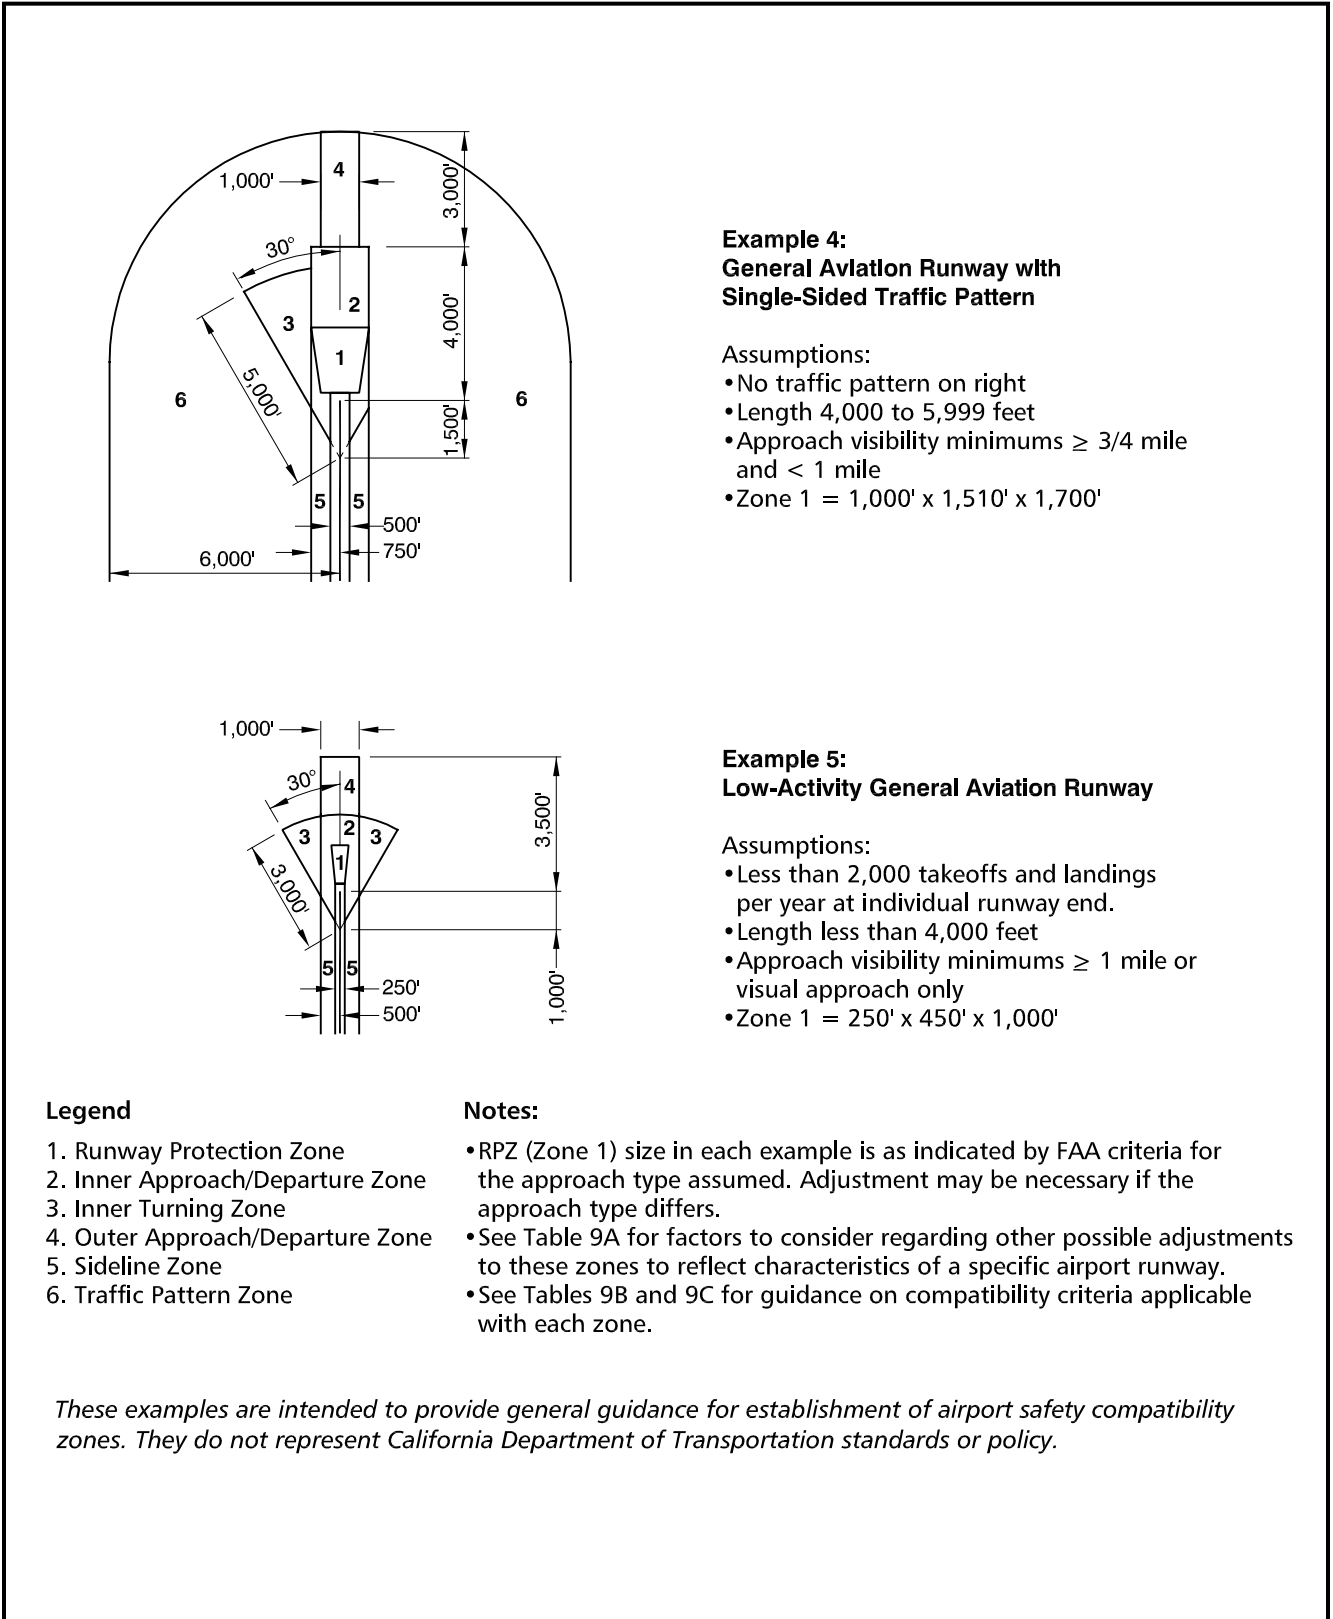 4
1,000'
3,000'
30°
2
3
4,000'
1
5,000'
6
6
1,500'
5
5
500'
750'
6,000'
Example 4:
General Aviation Runway with
Single-Sided Traffic Pattern
Assumptions:
•No traffic pattern on right
•Length 4,000 to 5,999 feet
•Approach visibility minimums ≥ 3/4 mile
and < 1 mile
•Zone 1 = 1,000' x 1,510' x 1,700'
1,000'
30°
4
3
2
3
3,500'
1
3,000'
5
5
250'
1,000'
500'
Example 5:
Low-Activity General Aviation Runway
Assumptions:
•Less than 2,000 takeoffs and landings
per year at individual runway end.
•Length less than 4,000 feet
•Approach visibility minimums ≥ 1 mile or
visual approach only
•Zone 1 = 250' x 450' x 1,000'
Legend
1. Runway Protection Zone
2. Inner Approach/Departure Zone
3. Inner Turning Zone
4. Outer Approach/Departure Zone
5. Sideline Zone
6. Traffic Pattern Zone
Notes:
•RPZ (Zone 1) size in each example is as indicated by FAA criteria for
the approach type assumed. Adjustment may be necessary if the
approach type differs.
•See Table 9A for factors to consider regarding other possible adjustments
to these zones to reflect characteristics of a specific airport runway.
•See Tables 9B and 9C for guidance on compatibility criteria applicable
with each zone.
These examples are intended to provide general guidance for establishment of airport safety compatibility
zones. They do not represent California Department of Transportation standards or policy.